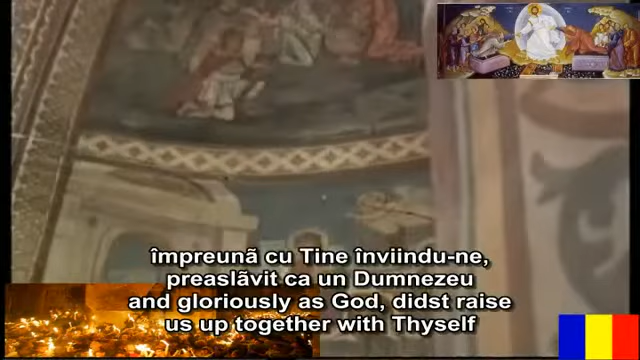 împreunã cu Tine înviindu-ne,
preaslãvit ca un Dumnezeu
and gloriously as God, didst raise
us up together with Thyself